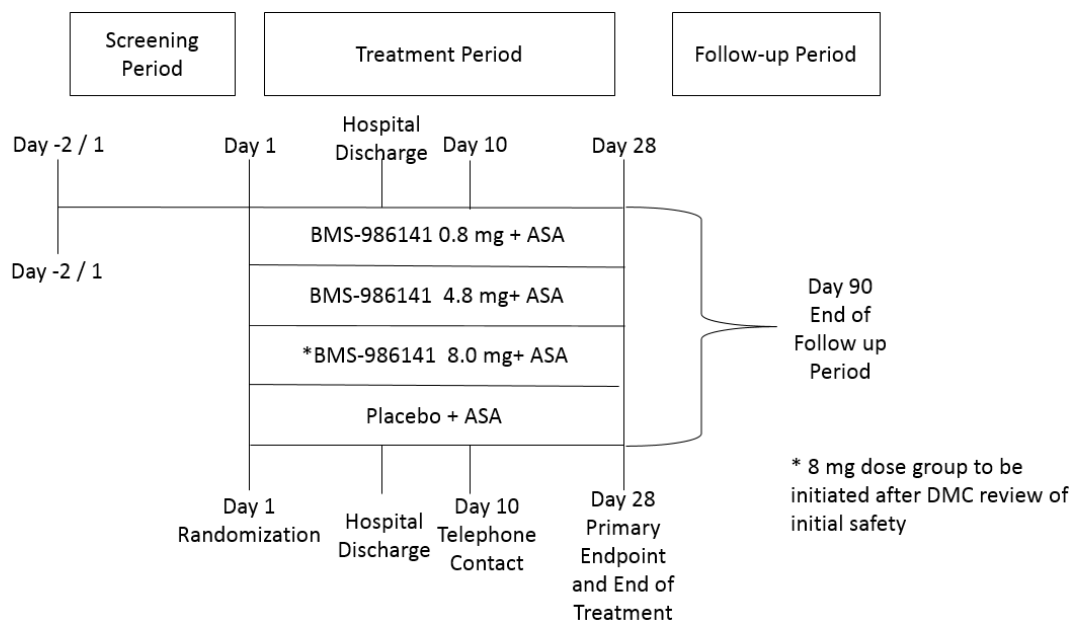 Screening
Period
Treatment Period
Follow-up Period
Day -2 / 1
Day 1
Hospital
Discharge
Day 10
Day 28
BMS-986141 0.8 mg + ASA
Day -2 / 1
BMS-986141  4.8 mg+ ASA
*BMS-986141  8.0 mg+ ASA
Placebo + ASA
Day 90
End of
Follow up
Period
* 8 mg dose group to be
initiated after DMC review of
initial safety
Day 1
Randomization
Hospital
Discharge
Day 10
Telephone
Contact
Day 28
Primary
Endpoint
and End of
Treatment